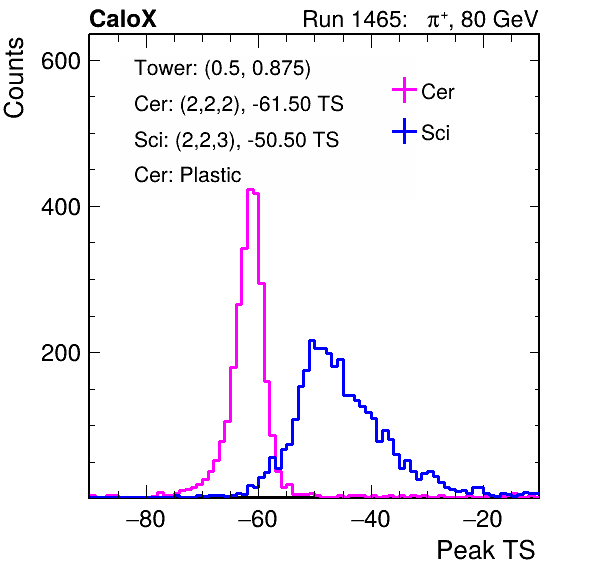 CaloX Run 1465: π⁺, 80 GeV
Counts
600
400
200
Tower: (0.5, 0.875)
Cer: (2,2,2), -61.50 TS
Sci: (2,2,3), -50.50 TS
Cer: Plastic
Cer
Sci
−80 −60 −40 −20
Peak TS